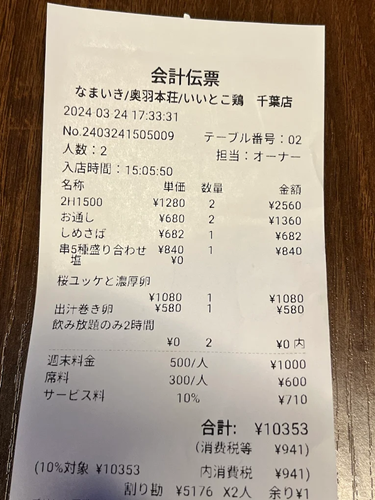 会計伝票
なまいき/奥羽本荘/いいとこ鶏 千葉店
2024-03-24 17:33:31
No.2403241505009 テーブル番号：02
人数：2 担当：オーナー
入店時間：15:05:50
名称 単価 数量 金額
2H1500 ¥1280 2 ¥2560
お通し ¥680 2 ¥1360
しめさば ¥682 1 ¥682
串5種盛り合わせ ¥840 1 ¥840
塩 ¥0
桜ユッケと濃厚卵
¥1080 1 ¥1080
出汁巻き卵 ¥580 1 ¥580
飲み放題のみ2時間
¥0 2 ¥0 内
週末料金 500/人 ¥1000
席料 300/人 ¥600
サービス料 10% ¥710
合計: ¥10353
(消費税等 ¥941)
(10%対象 ¥10353 内消費税 ¥941)
割り勘 ¥5176 X2人 余り¥1